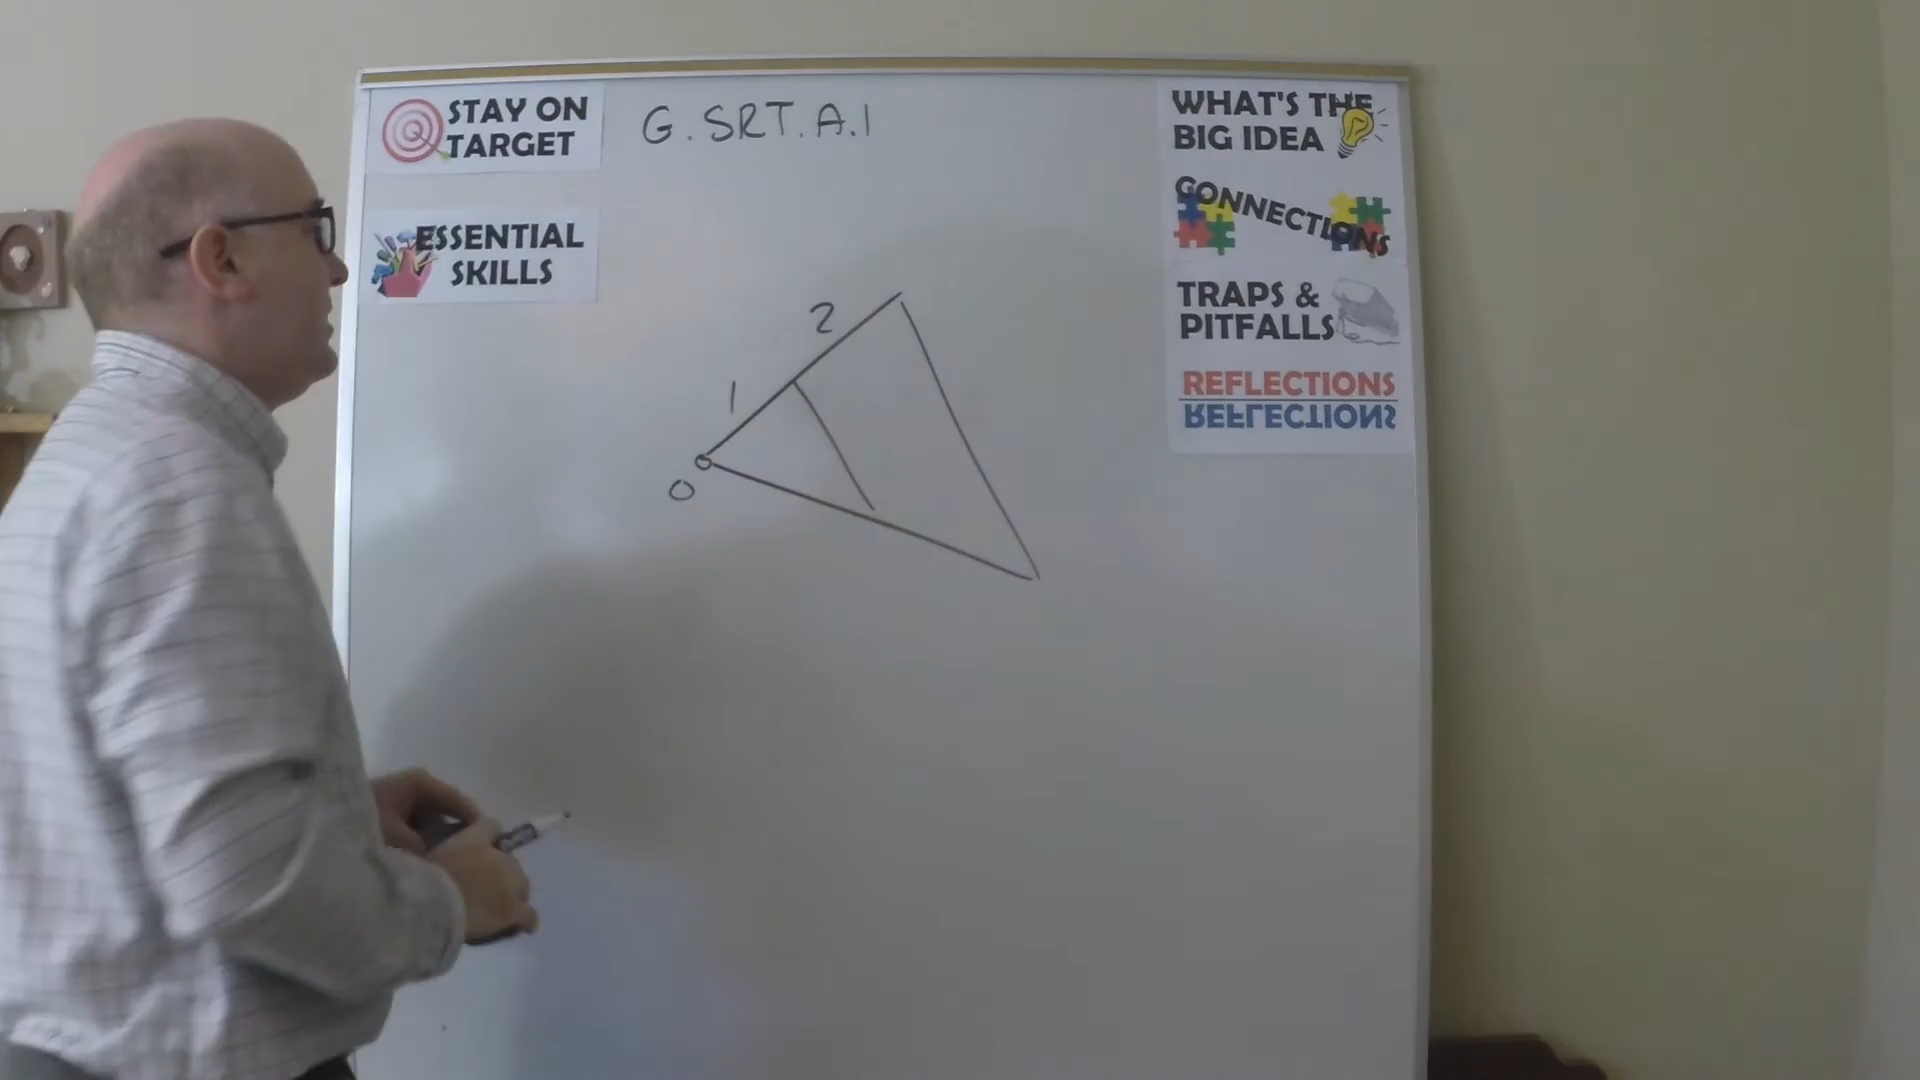 STAY ON
TARGET
G.SRT.A.1
ESSENTIAL
SKILLS
2
1
O
WHAT'S THE
BIG IDEA
CONNECTIONS
TRAPS &
PITFALLS
REFLECTIONS
REFLECTIONS